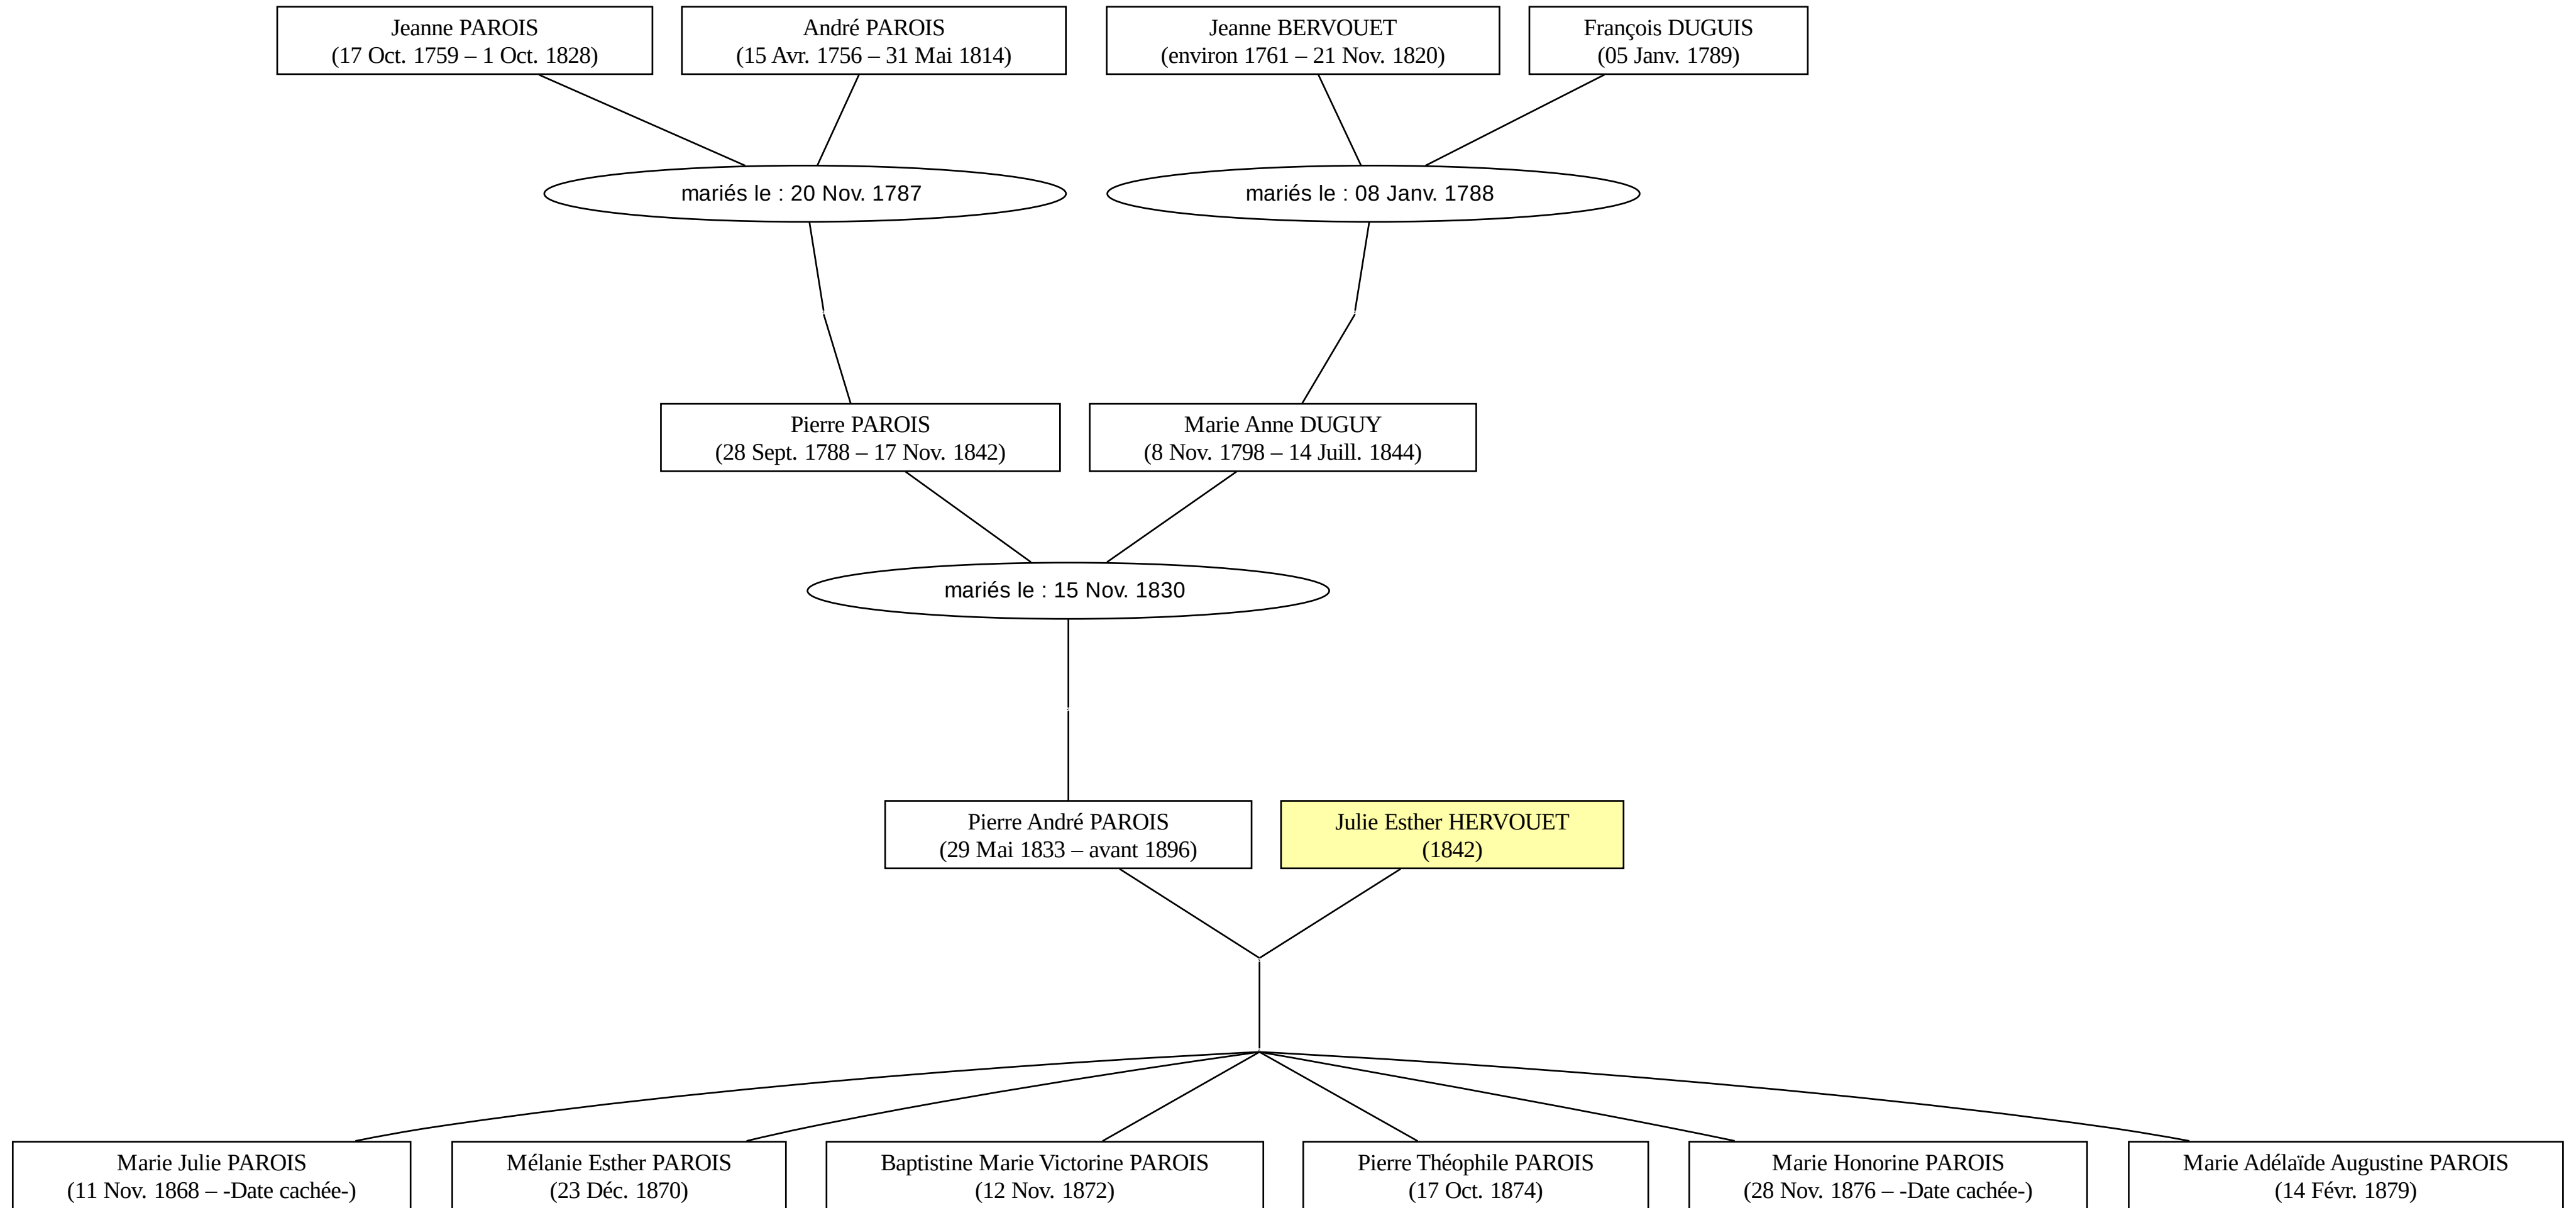 Jeanne PAROIS
(17 Oct. 1759 – 1 Oct. 1828)
André PAROIS
(15 Avr. 1756 – 31 Mai 1814)
Jeanne BERVOUET
(environ 1761 – 21 Nov. 1820)
François DUGUIS
(05 Janv. 1789)
mariés le : 20 Nov. 1787
mariés le : 08 Janv. 1788
Pierre PAROIS
(28 Sept. 1788 – 17 Nov. 1842)
Marie Anne DUGUY
(8 Nov. 1798 – 14 Juill. 1844)
mariés le : 15 Nov. 1830
Pierre André PAROIS
(29 Mai 1833 – avant 1896)
Julie Esther HERVOUET
(1842)
Marie Julie PAROIS
(11 Nov. 1868 – -Date cachée-)
Mélanie Esther PAROIS
(23 Déc. 1870)
Baptistine Marie Victorine PAROIS
(12 Nov. 1872)
Pierre Théophile PAROIS
(17 Oct. 1874)
Marie Honorine PAROIS
(28 Nov. 1876 – -Date cachée-)
Marie Adélaïde Augustine PAROIS
(14 Févr. 1879)